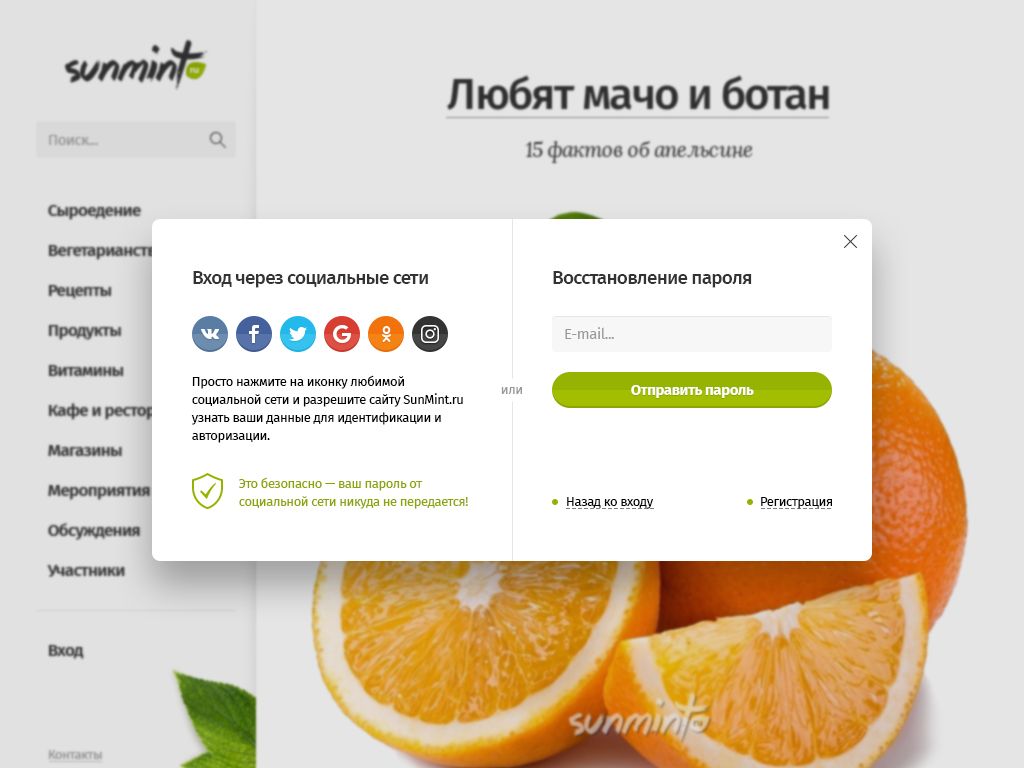 sunmint
ru
Поиск...
Сыроедение
Рецепты
Продукты
Витамины
Кафе и
Магазины
Мероприятия
Обсуждения
Участники
Вход
Контакты
Любят мачо и ботан
15 фактов об апельсине
Вход через социальные сети
Просто нажмите на иконку любимой
социальной сети и разрешите сайту SunMint.ru
узнать ваши данные для идентификации и
авторизации.
Это безопасно — ваш пароль от
социальной сети никуда не передается!
или
Восстановление пароля
E-mail...
Отправить пароль
Назад ко входу
Регистрация
sunmint